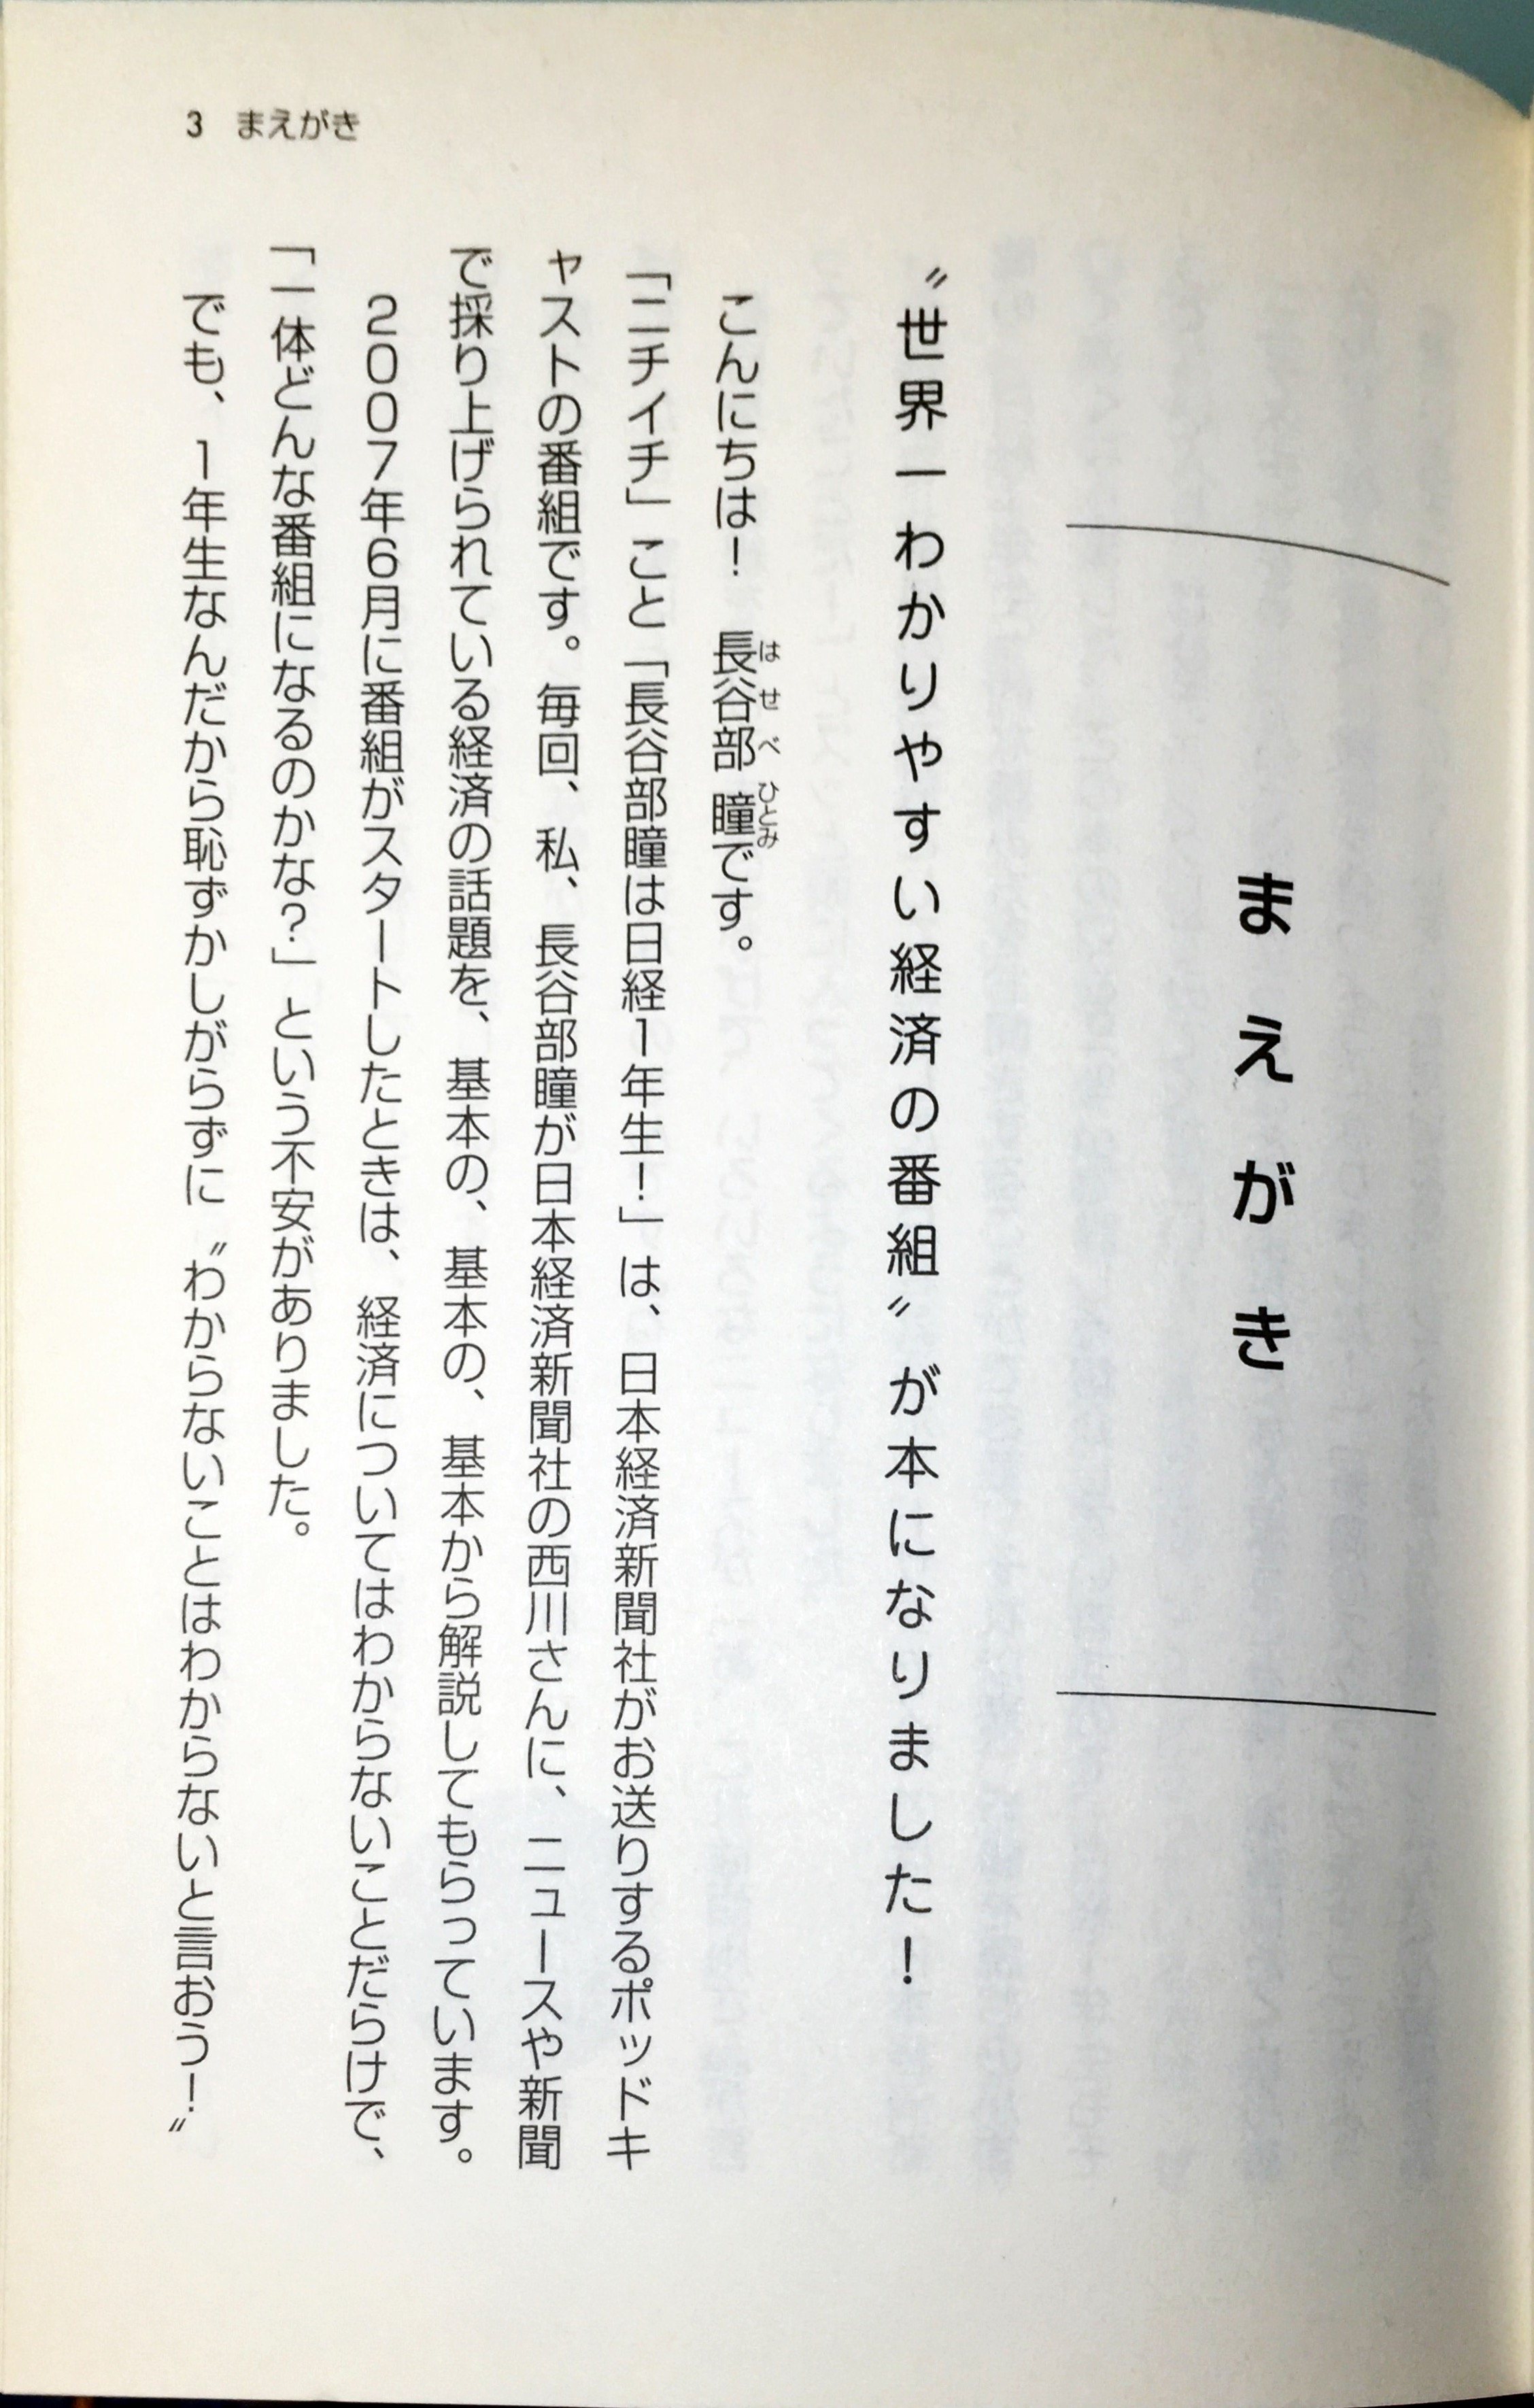 まえがき
〝世界一わかりやすい経済の番組〟が本になりました！
こんにちは！　長谷部瞳です。
はせべ　ひとみ
「ニチイチ」こと「長谷部瞳は日経1年生！」は、日本経済新聞社がお送りするポッドキ
ャストの番組です。毎回、私、長谷部瞳が日本経済新聞社の西川さんに、ニュースや新聞
で採り上げられている経済の話題を、基本の、基本の、基本から解説してもらっています。
2007年6月に番組がスタートしたときは、経済についてはわからないことだらけで、
「一体どんな番組になるのかな？」という不安がありました。
でも、1年生なんだから恥ずかしがらずに〝わからないことはわからないと言おう！〟
3　まえがき